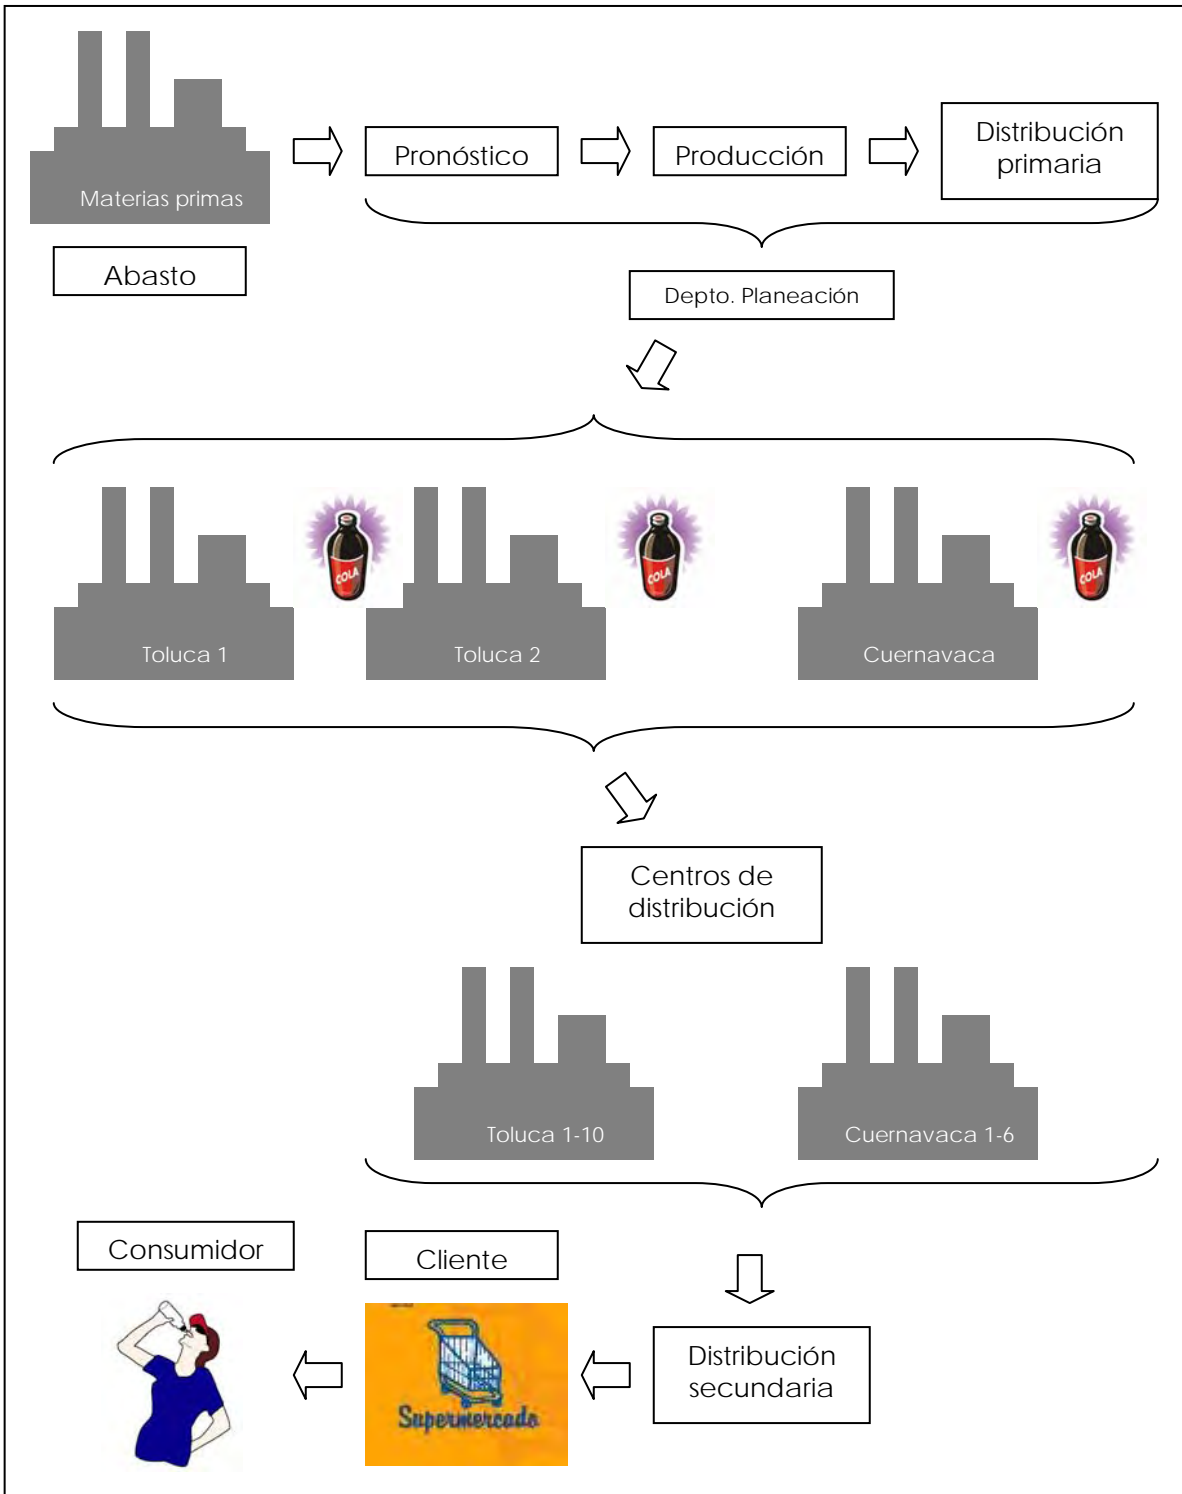 Materias primas
Abasto
Pronóstico
Producción
Distribución
primaria
Depto. Planeación
COLA
COLA
COLA
Toluca 1
Toluca 2
Cuernavaca
Centros de
distribución
Toluca 1-10
Cuernavaca 1-6
Consumidor
Cliente
Supermercado
Distribución
secundaria